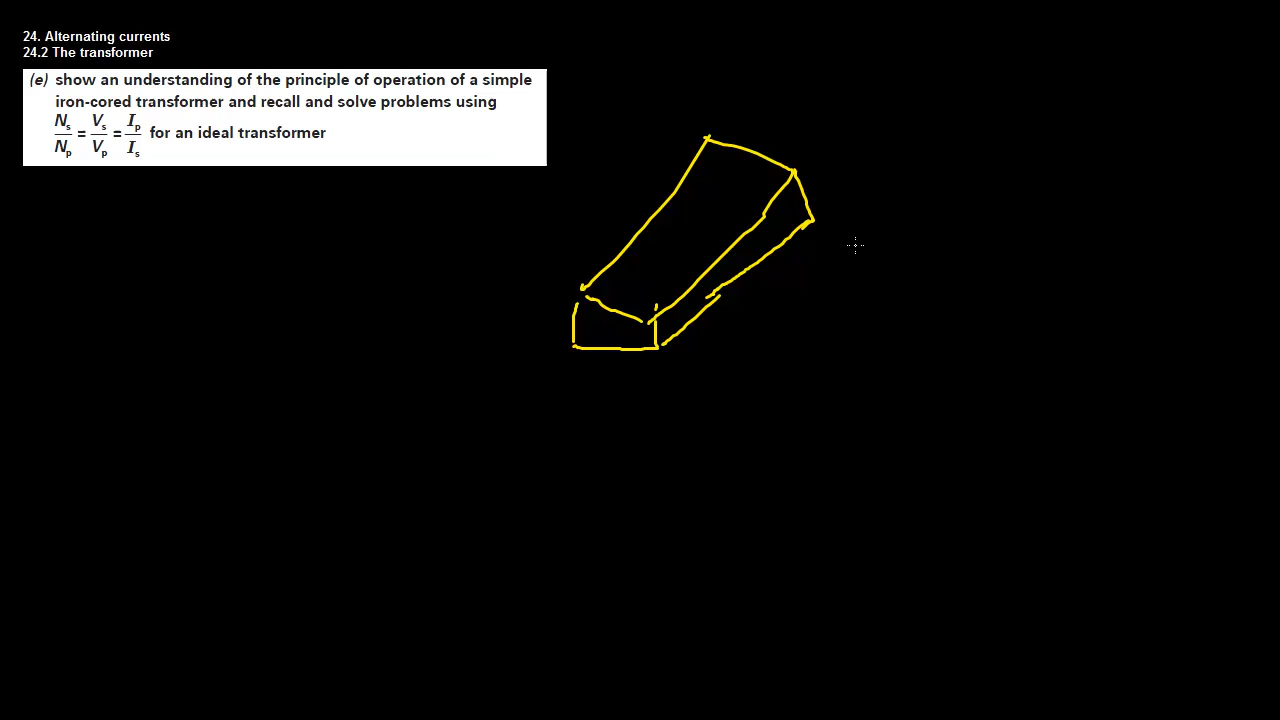 24. Alternating currents
24.2 The transformer
(e) show an understanding of the principle of operation of a simple
iron-cored transformer and recall and solve problems using
Ns/Np = Vs/Vp = Ip/Is for an ideal transformer